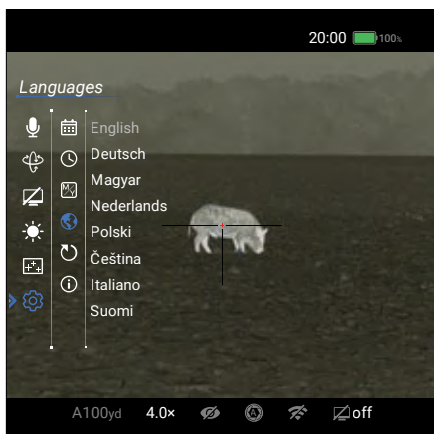 20:00 100%
Languages
English
Deutsch
Magyar
Nederlands
Polski
Čeština
Italiano
Suomi
A100yd 4.0× off